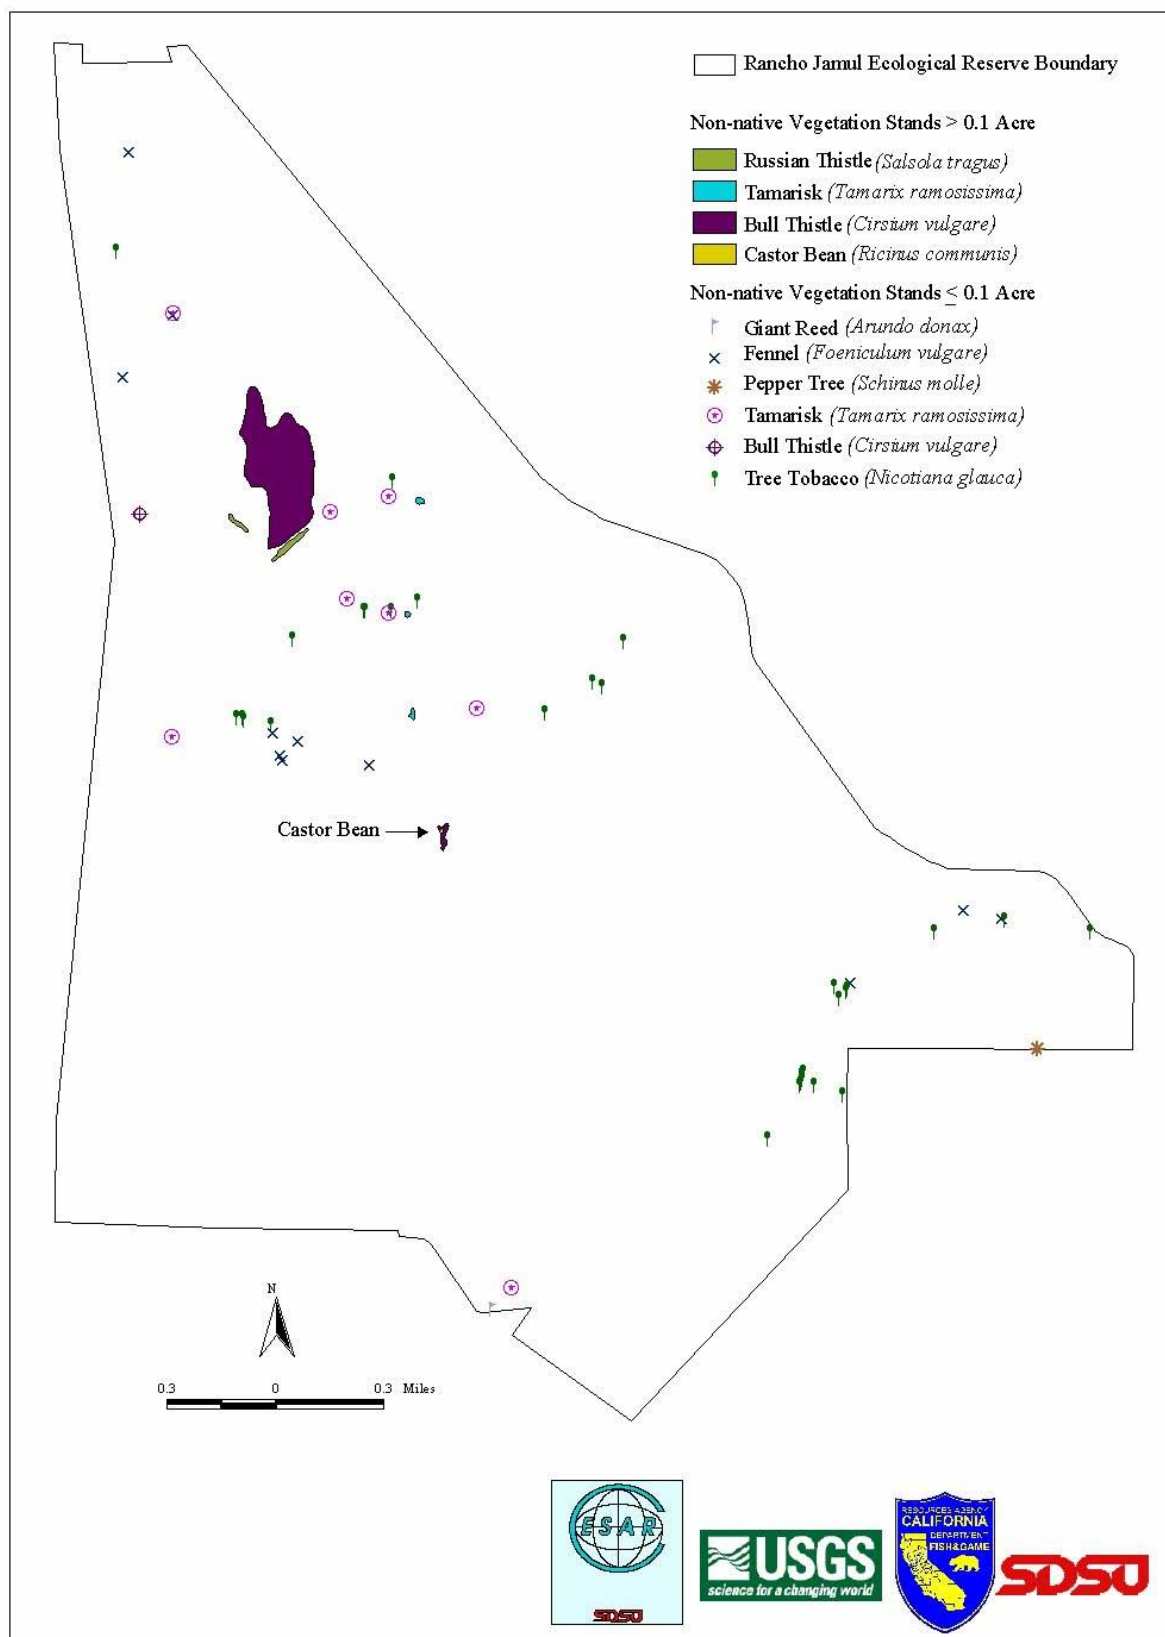 Rancho Jamul Ecological Reserve Boundary
Non-native Vegetation Stands > 0.1 Acre
Russian Thistle (Salsola tragus)
Tamarisk (Tamarix ramosissima)
Bull Thistle (Cirsium vulgare)
Castor Bean (Ricinus communis)
Non-native Vegetation Stands ≤ 0.1 Acre
Giant Reed (Arundo donax)
Fennel (Foeniculum vulgare)
Pepper Tree (Schinus molle)
Tamarisk (Tamarix ramosissima)
Bull Thistle (Cirsium vulgare)
Tree Tobacco (Nicotiana glauca)
Castor Bean
N
0.3 0 0.3 Miles
ESAR
SDSU
USGS
science for a changing world
RESOURCES AGENCY
CALIFORNIA
DEPARTMENT
FISH&GAME
SDSU